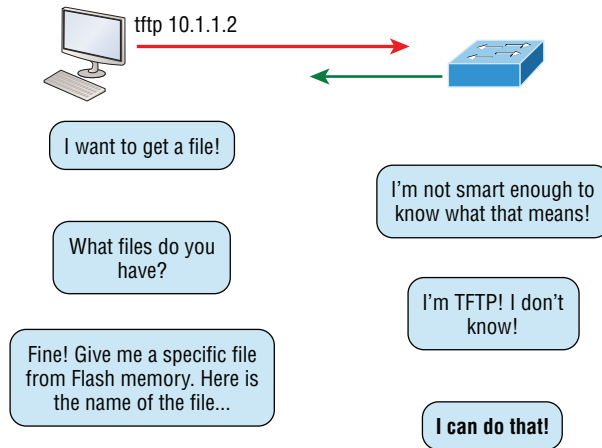 tftp 10.1.1.2
I want to get a file!
I’m not smart enough to
know what that means!
What files do you
have?
I’m TFTP! I don’t
know!
Fine! Give me a specific file
from Flash memory. Here is
the name of the file...
I can do that!